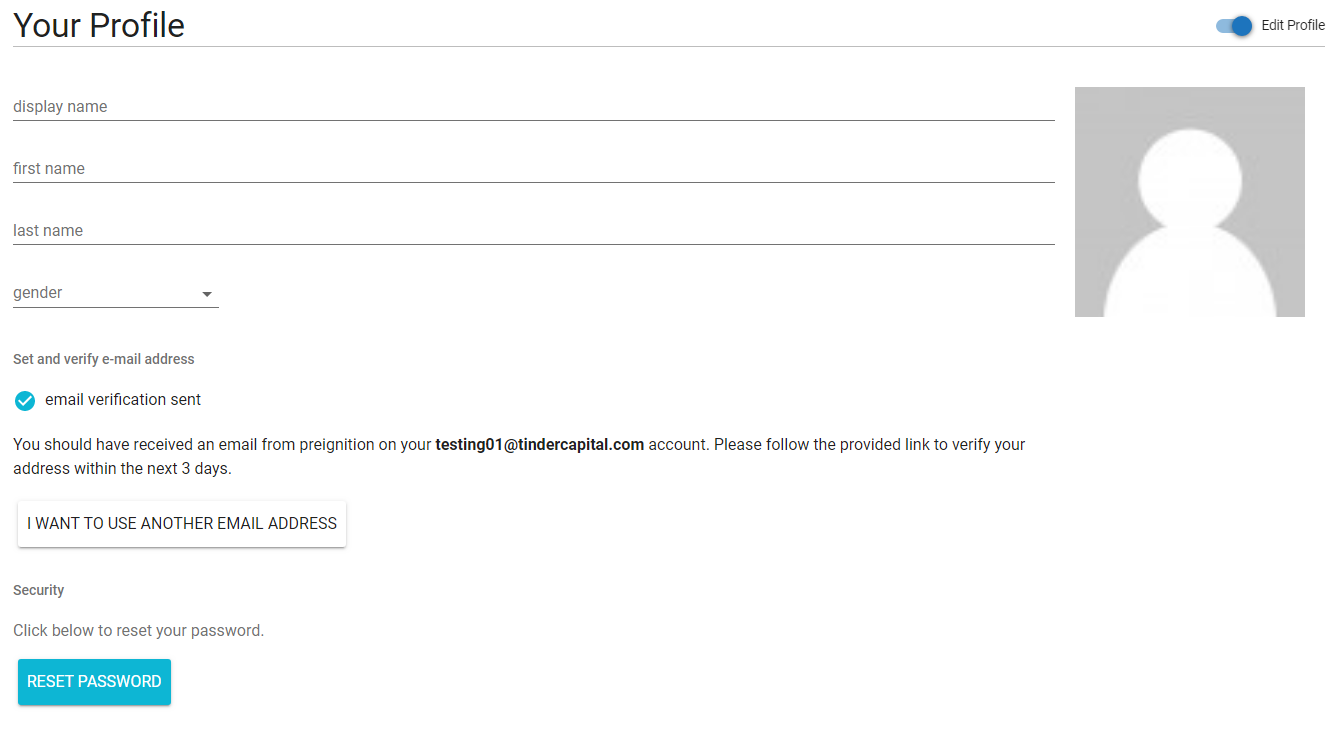 Your Profile
Edit Profile
display name
first name
last name
gender
Set and verify e-mail address
email verification sent
You should have received an email from preignition on your testing01@tindercapital.com account. Please follow the provided link to verify your
address within the next 3 days.
I WANT TO USE ANOTHER EMAIL ADDRESS
Security
Click below to reset your password.
RESET PASSWORD